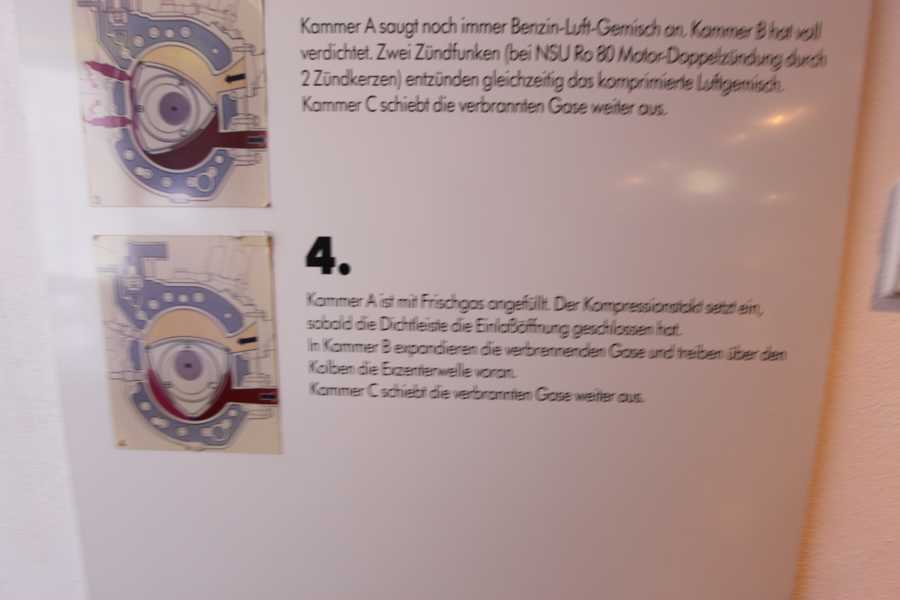 Kammer A saugt noch immer Benzin-Luft-Gemisch an. Kammer B hat voll
verdichtet. Zwei Zündfunken (bei NSU Ro 80 Motor-Doppelzündung durch
2 Zündkerzen) entzünden gleichzeitig das komprimierte Luftgemisch.
Kammer C schiebt die verbrannten Gase weiter aus.
4.
Kammer A ist mit Frischgas angefüllt. Der Kompressionstakt setzt ein,
sobald die Dichtleiste die Einlaßöffnung geschlossen hat.
In Kammer B expandieren die verbrennenden Gase und treiben über den
Kolben die Exzenterwelle voran.
Kammer C schiebt die verbrannten Gase weiter aus.